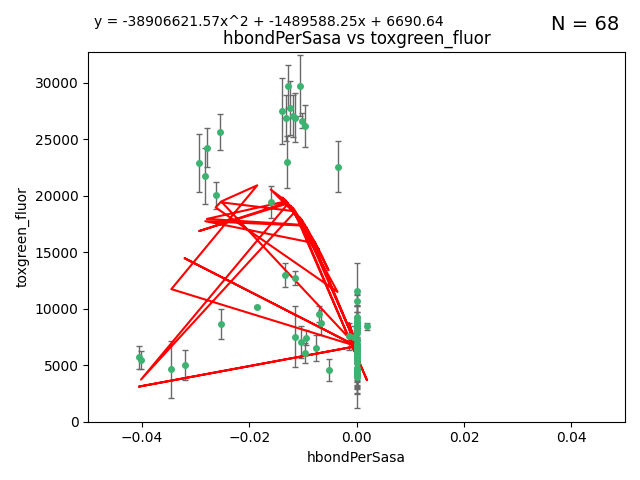 y = -38906621.57x^2 + -1489588.25x + 6690.64
N = 68
hbondPerSasa vs toxgreen_fluor
toxgreen_fluor
30000
25000
20000
15000
10000
5000
0
−0.04
−0.02
0.00
0.02
0.04
hbondPerSasa